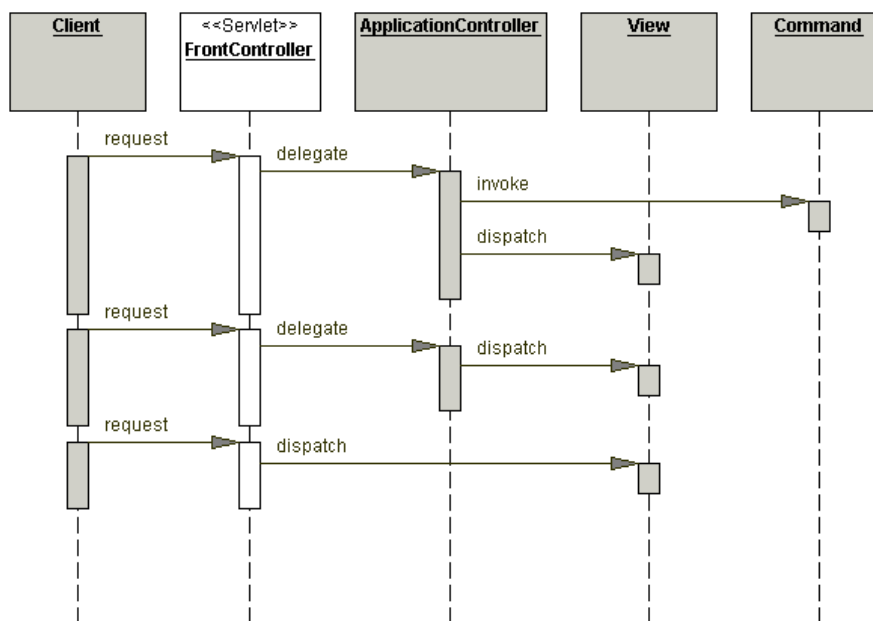 Client
<<Servlet>>
FrontController
ApplicationController
View
Command
request
delegate
invoke
dispatch
request
delegate
dispatch
request
dispatch